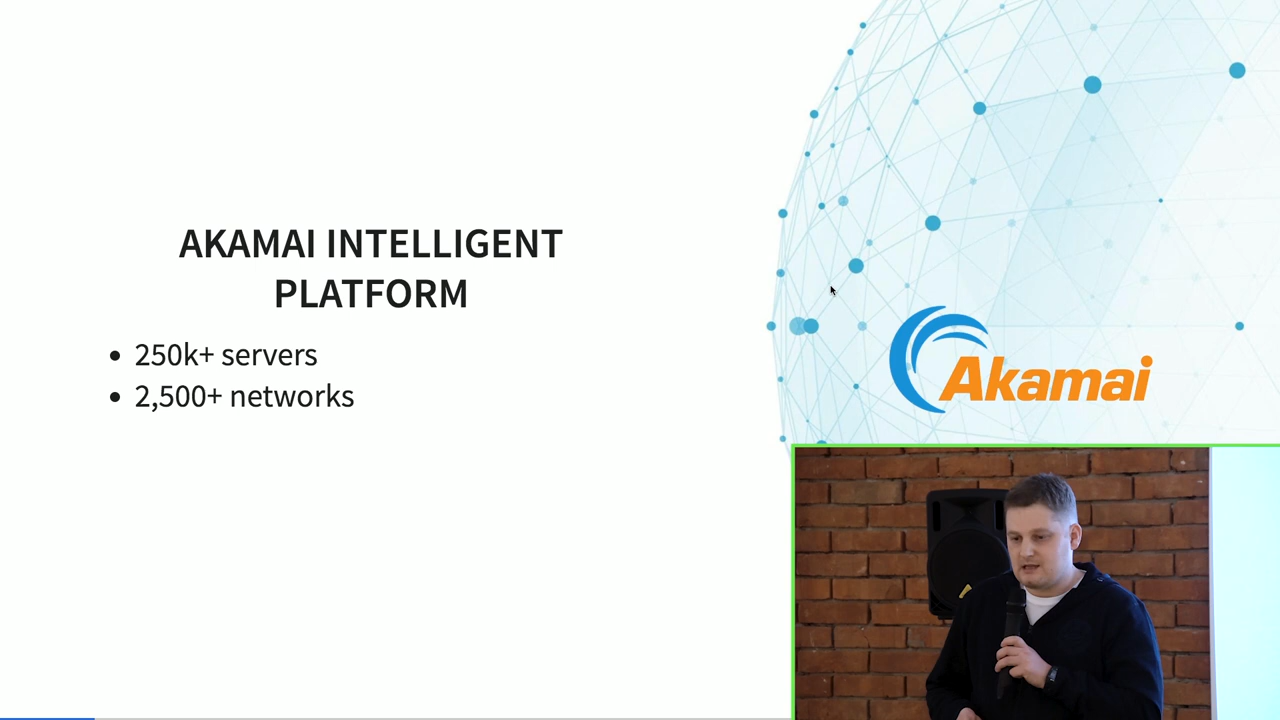 AKAMAI INTELLIGENT
PLATFORM
250k+ servers
2,500+ networks
Akamai